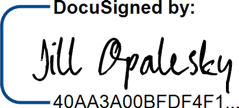 DocuSigned by:
Jill Opalesky
40AA3A00BFDF4F1...